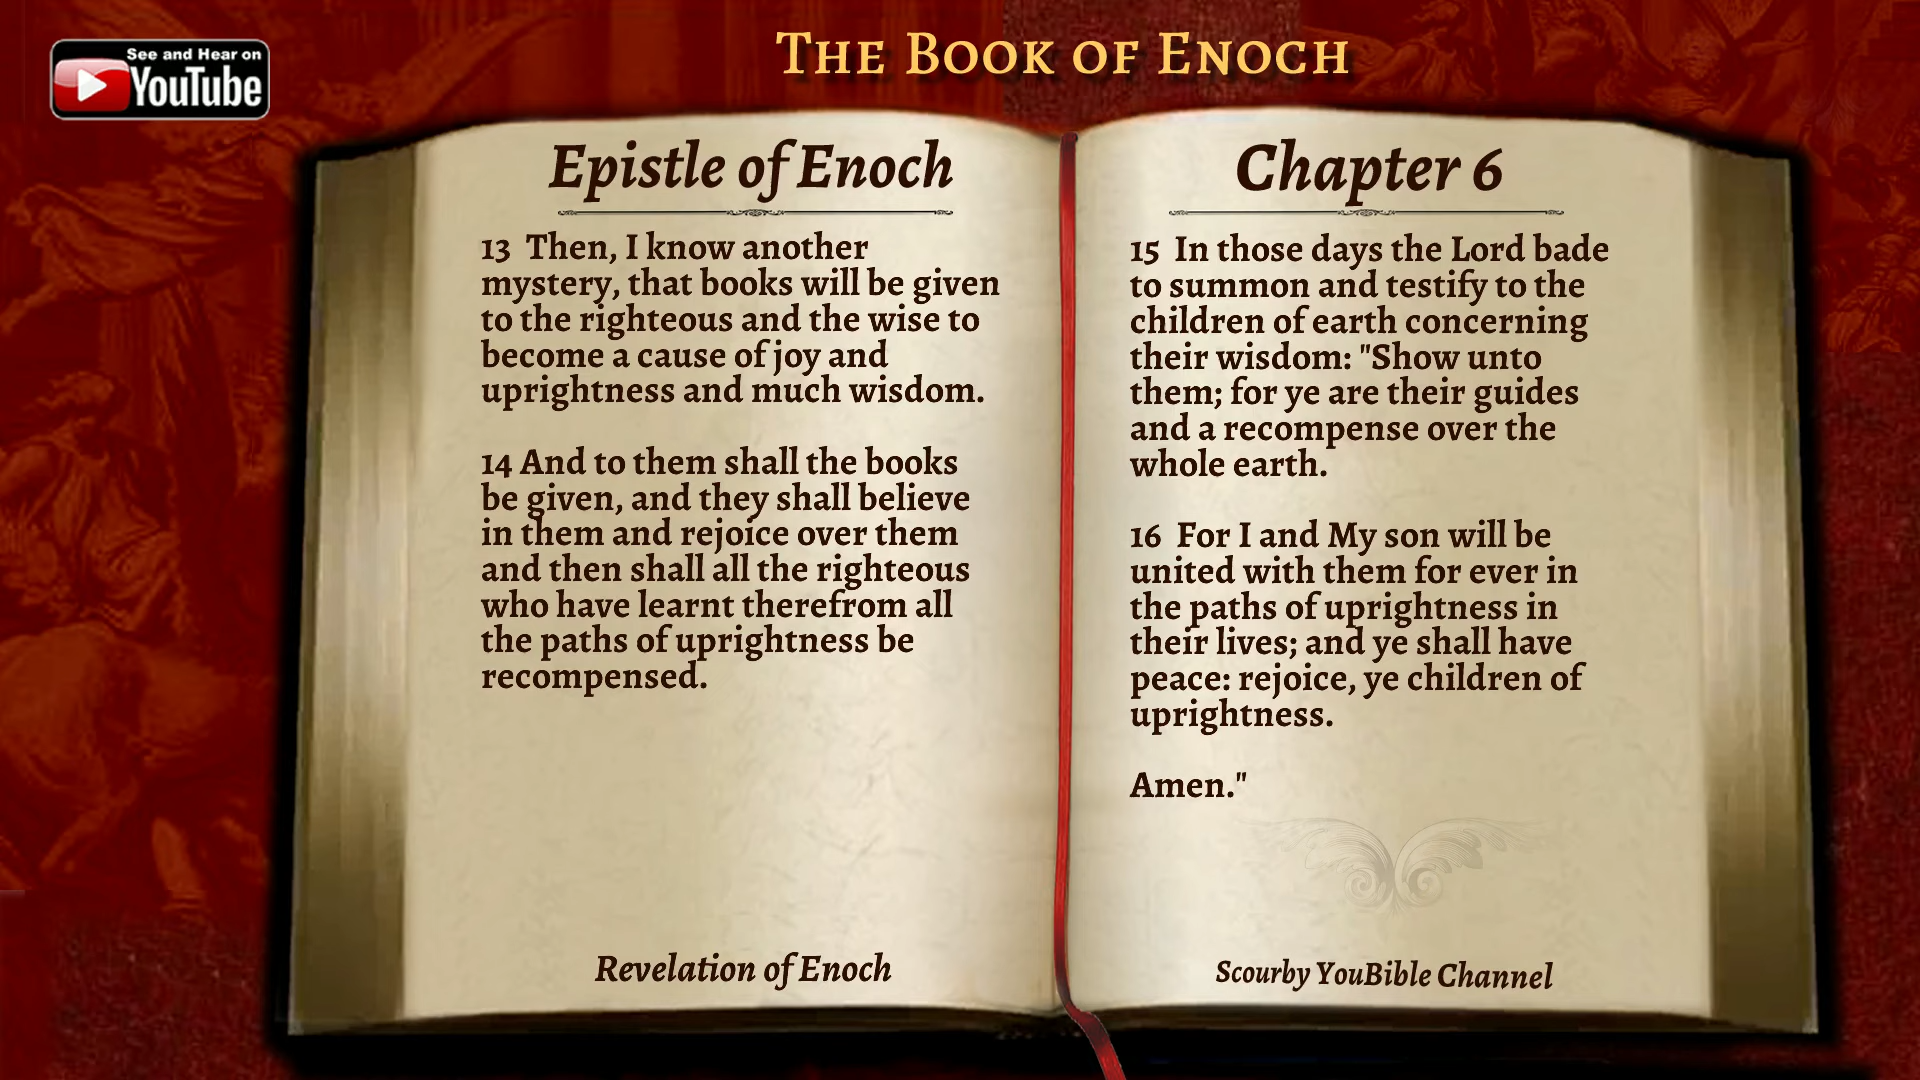 See and Hear on
YouTube
The Book of Enoch
Epistle of Enoch
13  Then, I know another
mystery, that books will be given
to the righteous and the wise to
become a cause of joy and
uprightness and much wisdom.
14 And to them shall the books
be given, and they shall believe
in them and rejoice over them
and then shall all the righteous
who have learnt therefrom all
the paths of uprightness be
recompensed.
Revelation of Enoch
Chapter 6
15  In those days the Lord bade
to summon and testify to the
children of earth concerning
their wisdom: "Show unto
them; for ye are their guides
and a recompense over the
whole earth.
16  For I and My son will be
united with them for ever in
the paths of uprightness in
their lives; and ye shall have
peace: rejoice, ye children of
uprightness.
Amen."
Scourby YouBible Channel